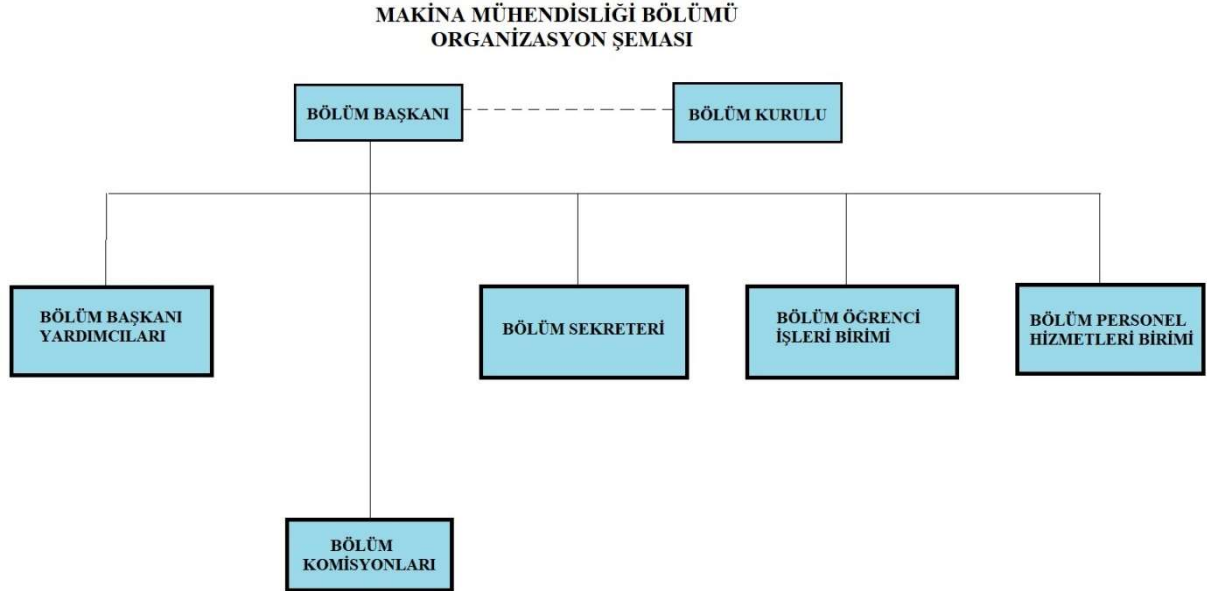 MAKİNA MÜHENDİSLİĞİ BÖLÜMÜ
ORGANİZASYON ŞEMASI
BÖLÜM BAŞKANI
BÖLÜM KURULU
BÖLÜM BAŞKANI
YARDIMCILARI
BÖLÜM SEKRETERİ
BÖLÜM ÖĞRENCİ
İŞLERİ BİRİMİ
BÖLÜM PERSONEL
HİZMETLERİ BİRİMİ
BÖLÜM
KOMİSYONLARI